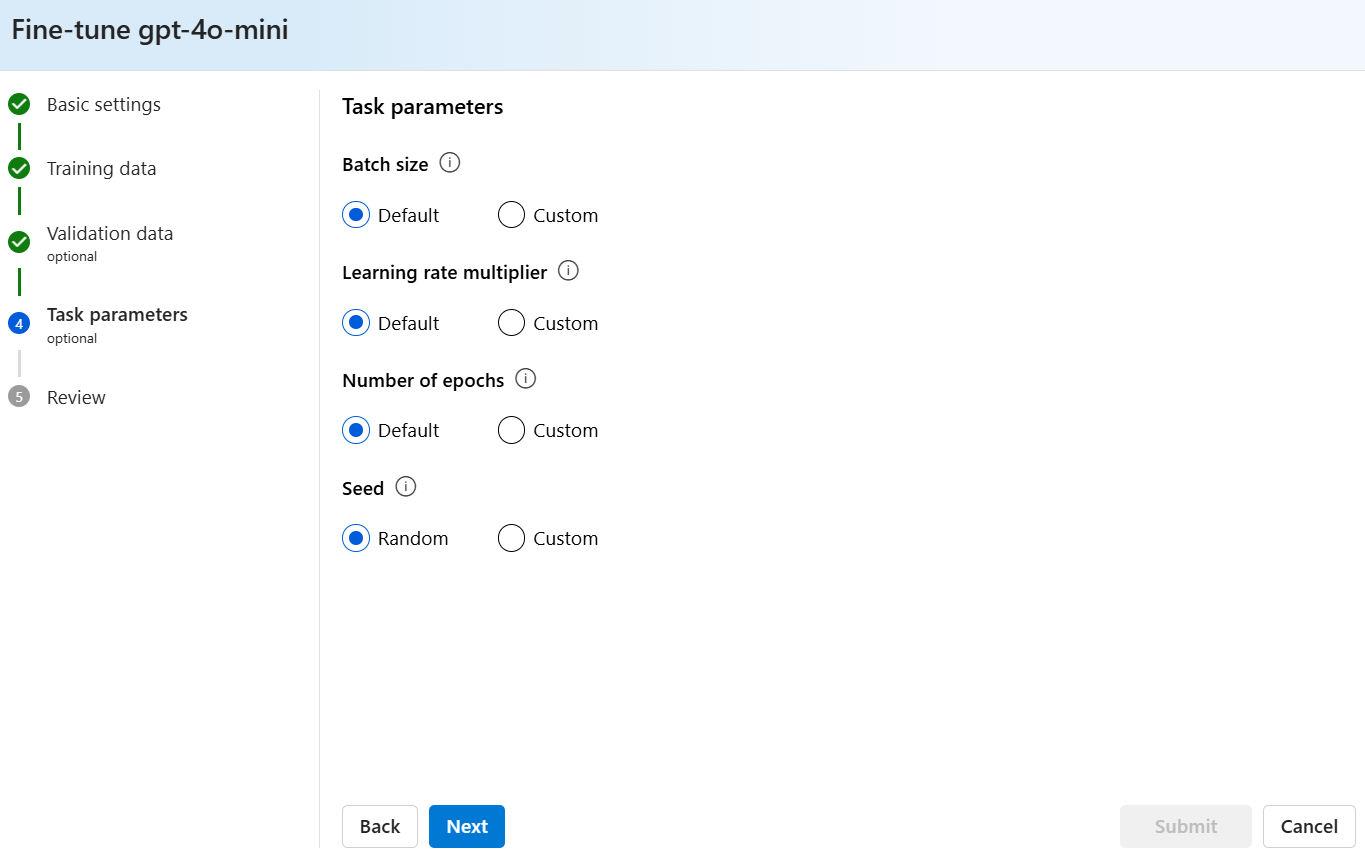 Fine-tune gpt-4o-mini
Basic settings
Training data
Validation data
optional
4
Task parameters
optional
5
Review
Task parameters
Batch size
Default Custom
Learning rate multiplier
Default Custom
Number of epochs
Default Custom
Seed
Random Custom
Back Next Submit Cancel